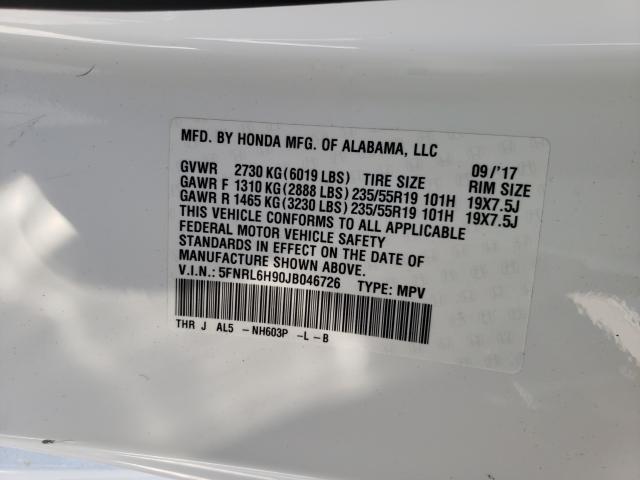 MFD. BY HONDA MFG. OF ALABAMA, LLC
09/'17
GVWR 2730 KG(6019 LBS) TIRE SIZE RIM SIZE
GAWR F 1310 KG(2888 LBS) 235/55R19 101H 19X7.5J
GAWR R 1465 KG(3230 LBS) 235/55R19 101H 19X7.5J
THIS VEHICLE CONFORMS TO ALL APPLICABLE
FEDERAL MOTOR VEHICLE SAFETY
STANDARDS IN EFFECT ON THE DATE OF
MANUFACTURE SHOWN ABOVE.
V.I.N.: 5FNRL6H90JB046726 TYPE: MPV
THR J AL5 -NH603P -L-B